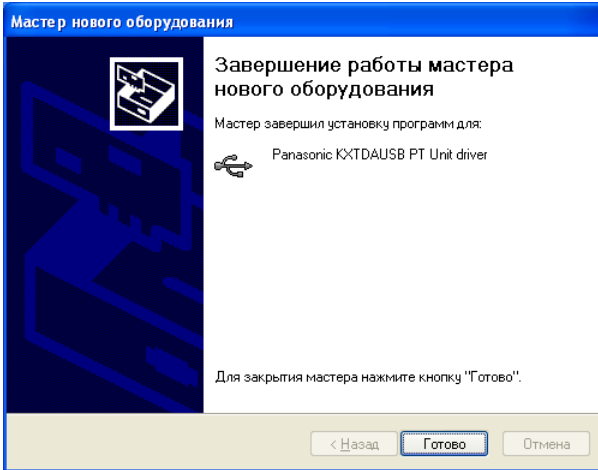 Мастер нового оборудования
Завершение работы мастера
нового оборудования
Мастер завершил установку программ для:
Panasonic KXTDAUSB PT Unit driver
Для закрытия мастера нажмите кнопку "Готово".
< Назад
Готово
Отмена